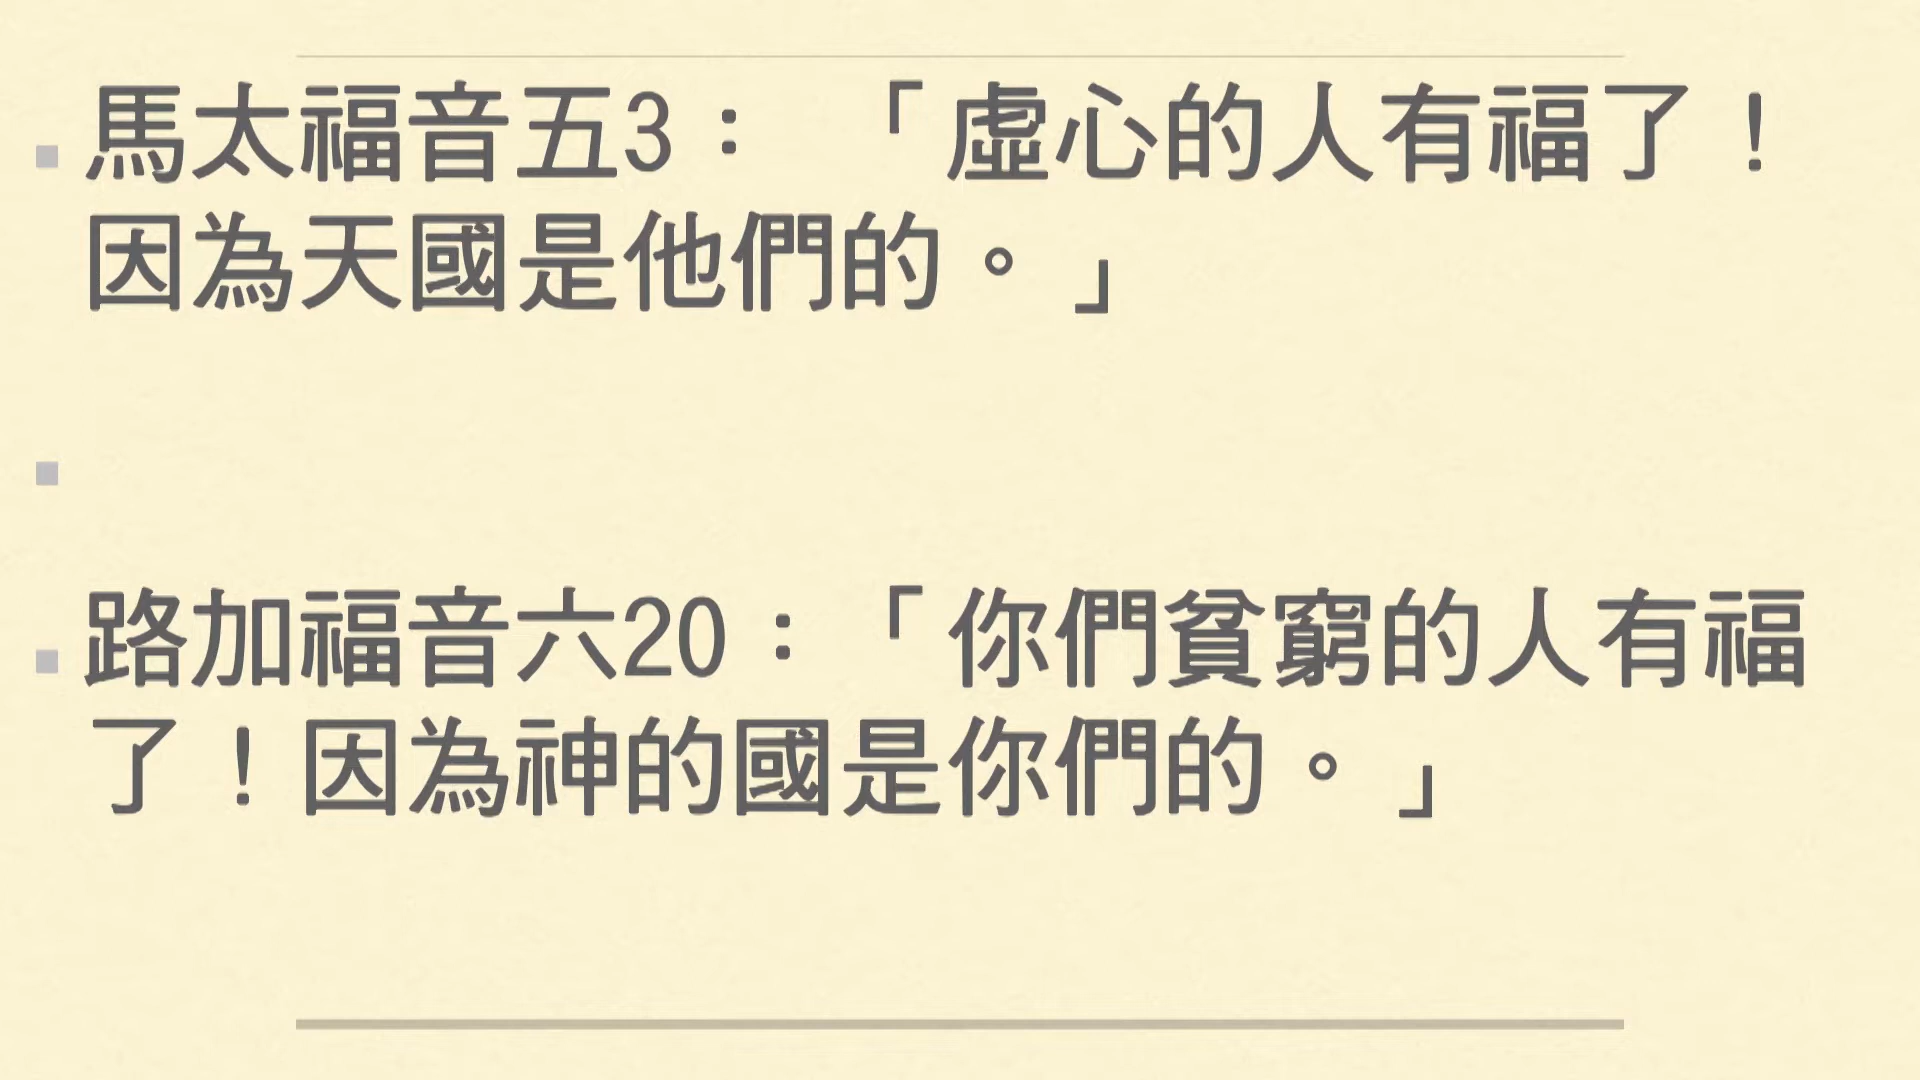 馬太福音五3：　「虛心的人有福了！
因為天國是他們的。」
路加福音六20：「你們貧窮的人有福
了！因為神的國是你們的。」